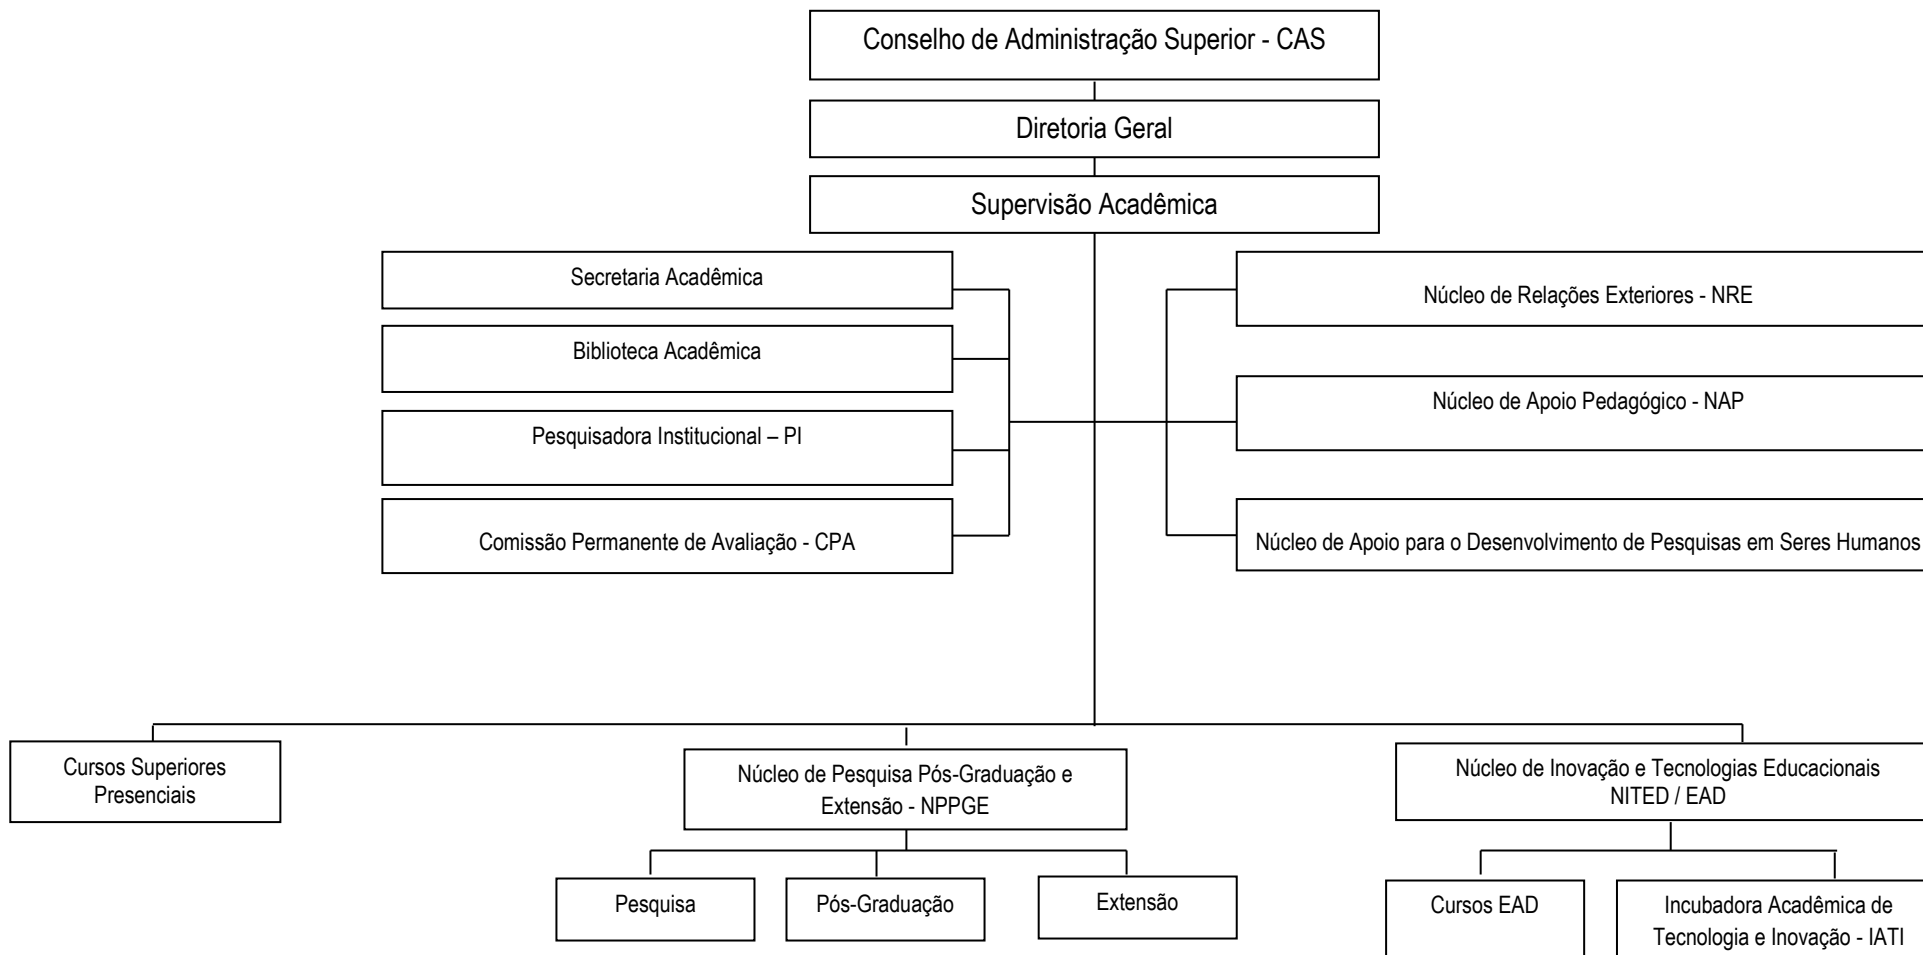 Conselho de Administração Superior - CAS
Diretoria Geral
Supervisão Acadêmica
Secretaria Acadêmica
Biblioteca Acadêmica
Pesquisadora Institucional – PI
Comissão Permanente de Avaliação - CPA
Núcleo de Relações Exteriores - NRE
Núcleo de Apoio Pedagógico - NAP
Núcleo de Apoio para o Desenvolvimento de Pesquisas em Seres Humanos
Cursos Superiores
Presenciais
Núcleo de Pesquisa Pós-Graduação e
Extensão - NPPGE
Núcleo de Inovação e Tecnologias Educacionais
NITED / EAD
Pesquisa
Pós-Graduação
Extensão
Cursos EAD
Incubadora Acadêmica de
Tecnologia e Inovação - IATI